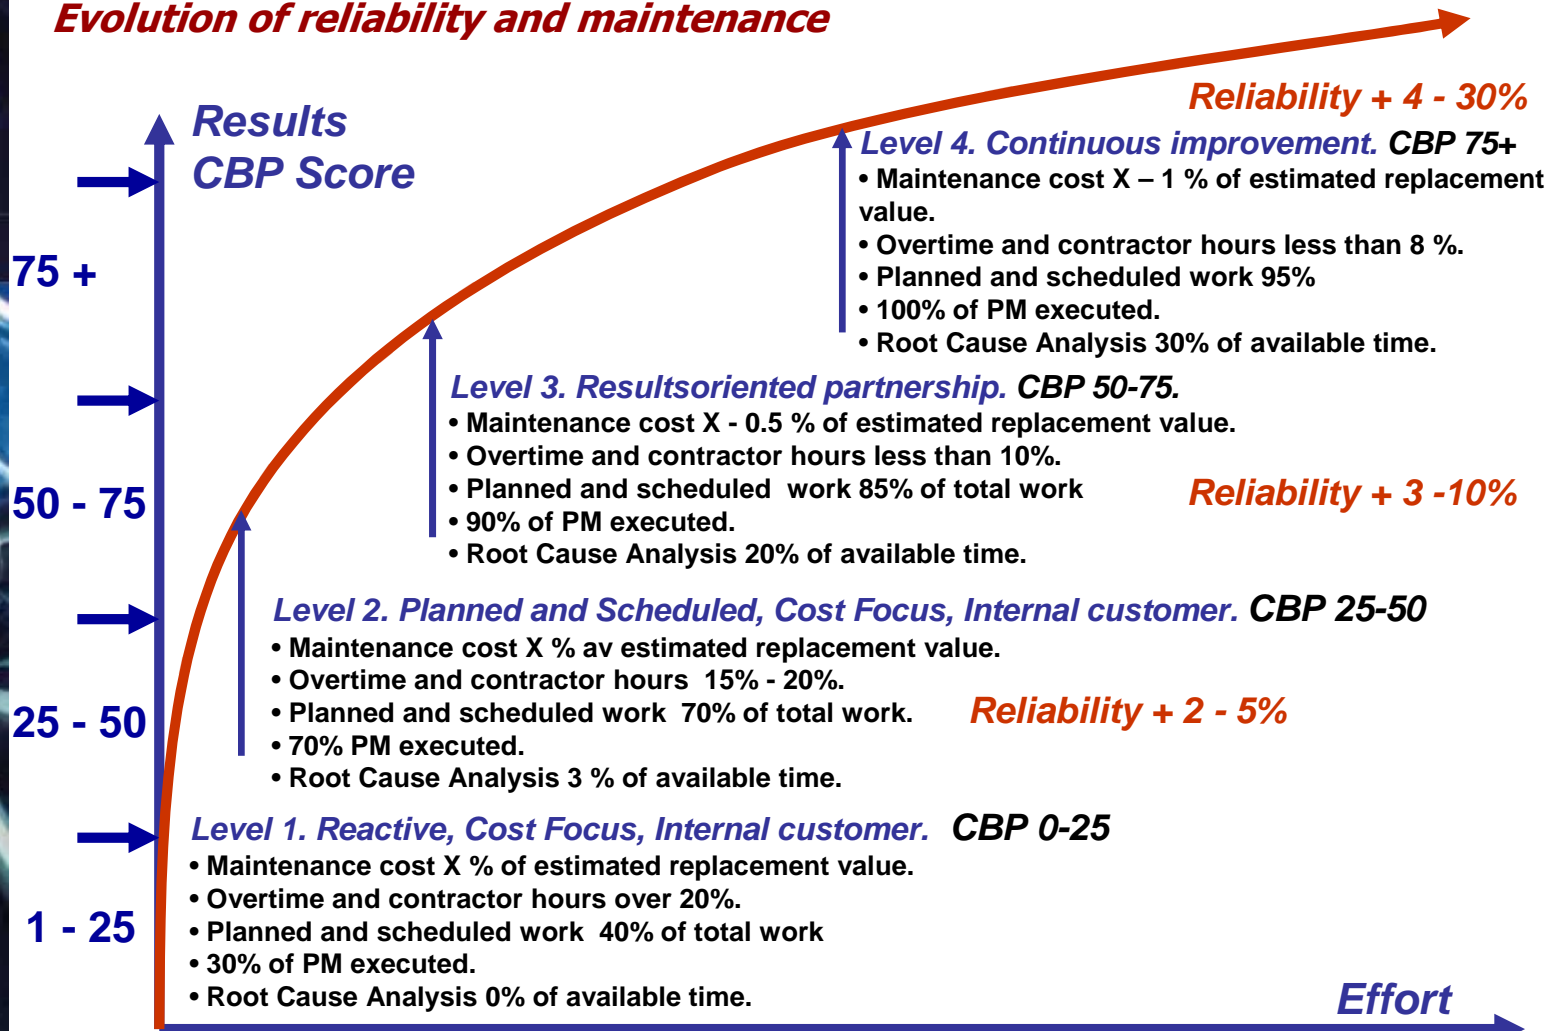 Evolution of reliability and maintenance
Results
CBP Score
Reliability + 4 - 30%
Level 4. Continuous improvement. CBP 75+
• Maintenance cost X – 1 % of estimated replacement
value.
• Overtime and contractor hours less than 8 %.
• Planned and scheduled work 95%
• 100% of PM executed.
• Root Cause Analysis 30% of available time.
75 +
Level 3. Resultsoriented partnership. CBP 50-75.
• Maintenance cost X - 0.5 % of estimated replacement value.
• Overtime and contractor hours less than 10%.
• Planned and scheduled work 85% of total work
• 90% of PM executed.
• Root Cause Analysis 20% of available time.
Reliability + 3 -10%
50 - 75
Level 2. Planned and Scheduled, Cost Focus, Internal customer. CBP 25-50
• Maintenance cost X % av estimated replacement value.
• Overtime and contractor hours 15% - 20%.
• Planned and scheduled work 70% of total work.
• 70% PM executed.
• Root Cause Analysis 3 % of available time.
Reliability + 2 - 5%
25 - 50
Level 1. Reactive, Cost Focus, Internal customer. CBP 0-25
• Maintenance cost X % of estimated replacement value.
• Overtime and contractor hours over 20%.
• Planned and scheduled work 40% of total work
• 30% of PM executed.
• Root Cause Analysis 0% of available time.
1 - 25
Effort